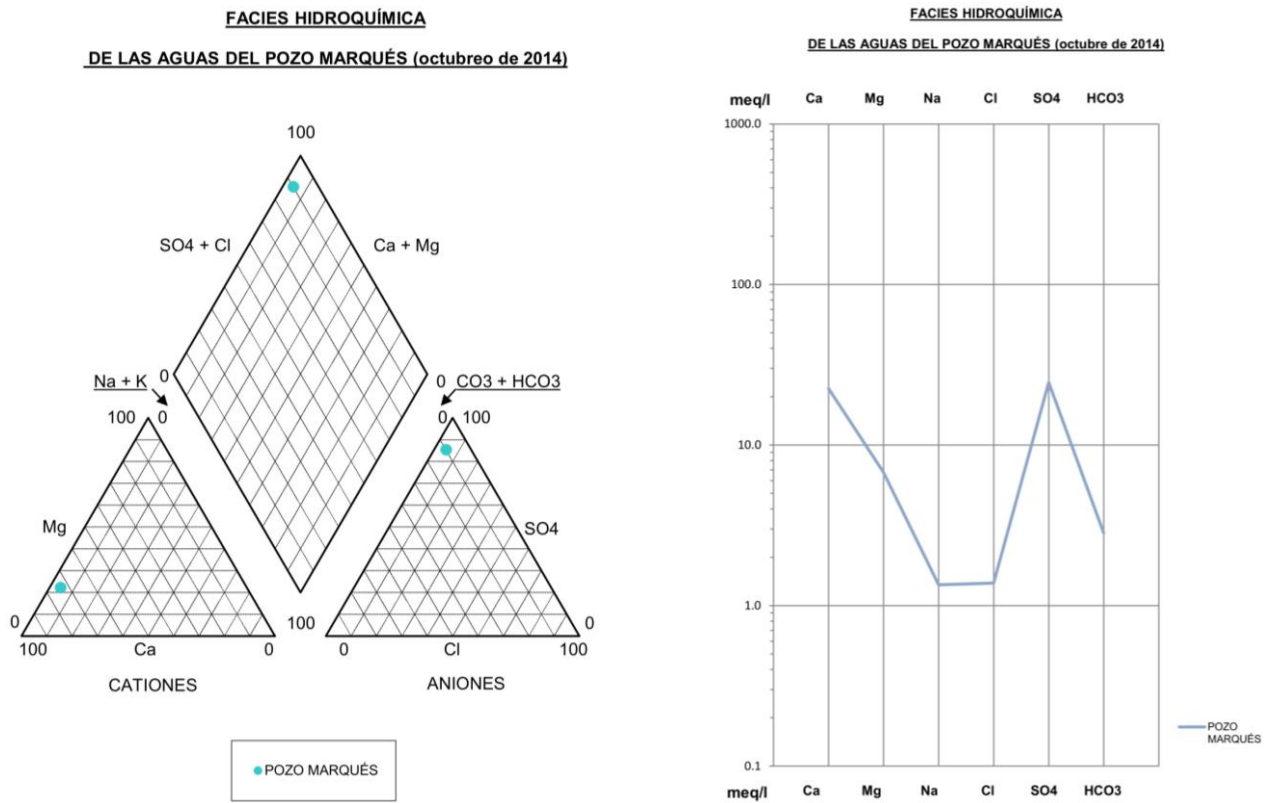 FACIES HIDROQUÍMICA
DE LAS AGUAS DEL POZO MARQUÉS (octubreo de 2014)
100
SO4 + Cl
Ca + Mg
0
0
Na + K
CO3 + HCO3
100
0
0
100
Mg
SO4
0
100
0
100
Ca
0
0
Cl
100
CATIONES
ANIONES
POZO MARQUÉS
FACIES HIDROQUÍMICA
DE LAS AGUAS DEL POZO MARQUÉS (octubre de 2014)
meq/l Ca Mg Na Cl SO4 HCO3
1000.0
100.0
10.0
1.0
0.1
POZO
MARQUÉS
meq/l Ca Mg Na Cl SO4 HCO3